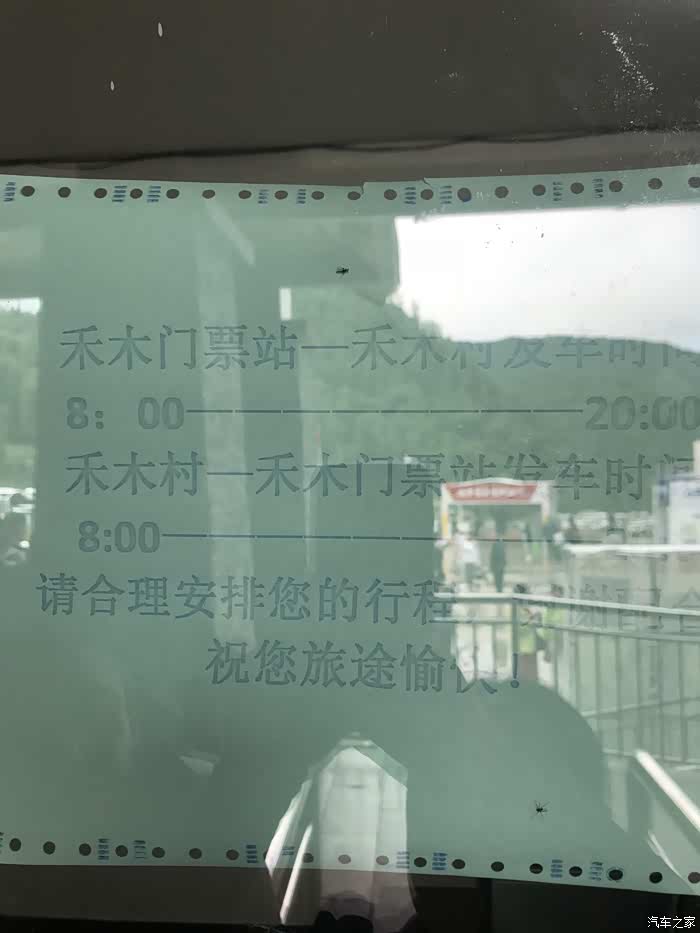 禾木门票站—禾木村发车时间
8：00——————————20:00
禾木村—禾木门票站发车时间
8:00——————————
请合理安排您的行程
祝您旅途愉快！
汽车之家